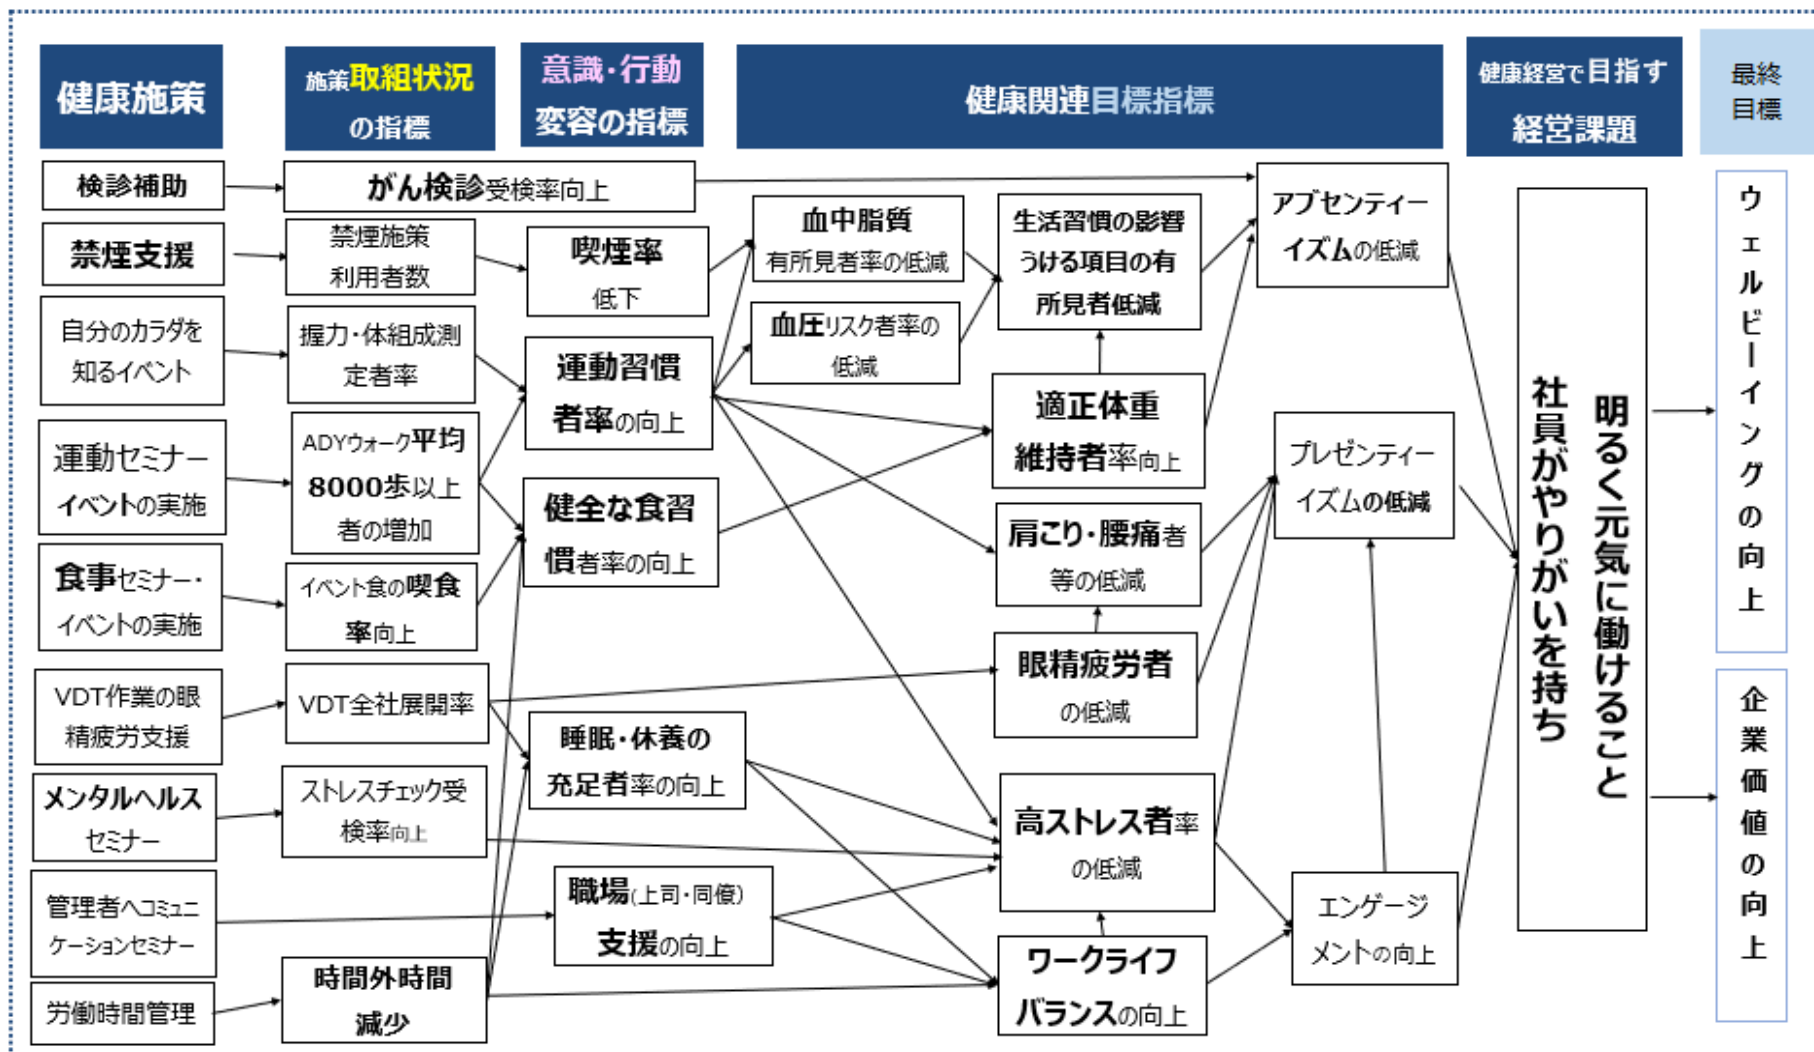 健康施策
施策取組状況
の指標
意識・行動
変容の指標
健康関連目標指標
健康経営で目指す
経営課題
最終
目標
検診補助
がん検診受検率向上
禁煙支援
禁煙施策
利用者数
喫煙率
低下
血中脂質
有所見者率の低減
生活習慣の影響
うける項目の有
所見者低減
アブセンティー
イズムの低減
自分のカラダを
知るイベント
握力・体組成測
定者率
運動習慣
者率の向上
血圧リスク者率の
低減
適正体重
維持者率向上
運動セミナー
イベントの実施
ADYウォーク平均
8000歩以上
者の増加
健全な食習
慣者率の向上
肩こり・腰痛者
等の低減
プレゼンティー
イズムの低減
食事セミナー・
イベントの実施
イベント食の喫食
率向上
眼精疲労者
の低減
VDT作業の眼
精疲労支援
VDT全社展開率
睡眠・休養の
充足者率の向上
メンタルヘルス
セミナー
ストレスチェック受
検率向上
高ストレス者率
の低減
管理者へコミュニ
ケーションセミナー
職場(上司・同僚)
支援の向上
エンゲージ
メントの向上
労働時間管理
時間外時間
減少
ワークライフ
バランスの向上
社員がやりがいを持ち
明るく元気に働けること
ウェルビーイングの向上
企業価値の向上